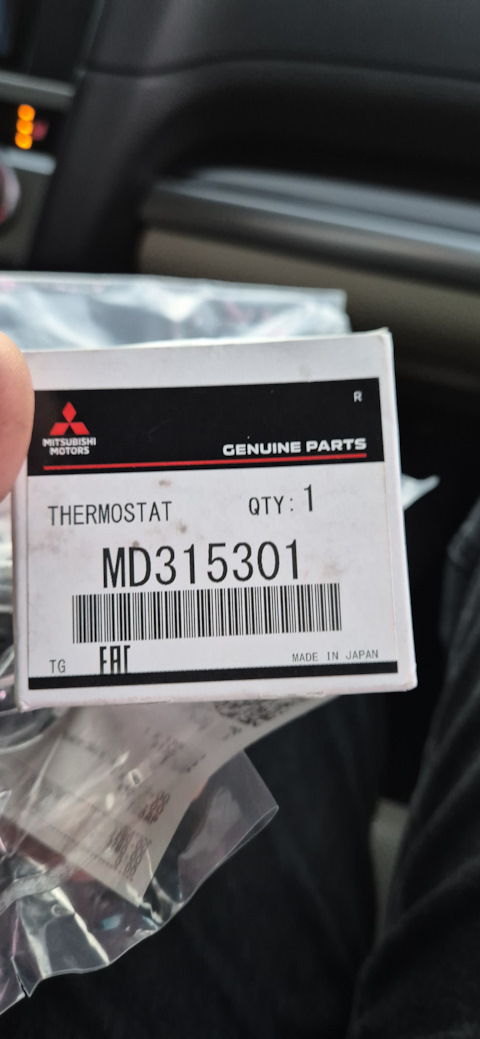 R
MITSUBISHI
MOTORS
GENUINE PARTS
THERMOSTAT QTY: 1
MD315301
TG EAC MADE IN JAPAN